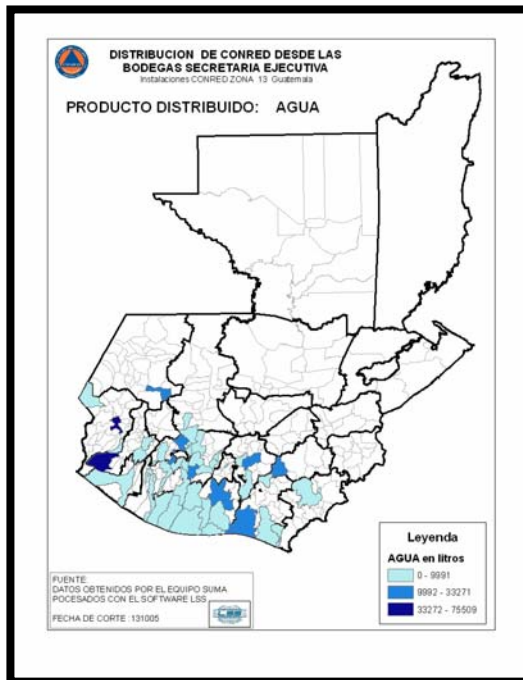 DISTRIBUCION DE CONRED DESDE LAS
BODEGAS SECRETARIA EJECUTIVA
Instalaciones CONRED ZONA 13 Guatemala
PRODUCTO DISTRIBUIDO: AGUA
Leyenda
AGUA en litros
0 - 9991
9992 - 33271
33272 - 75509
FUENTE:
DATOS OBTENIDOS POR EL EQUIPO SUMA
POCESADOS CON EL SOFTWARE LSS
FECHA DE CORTE :131005